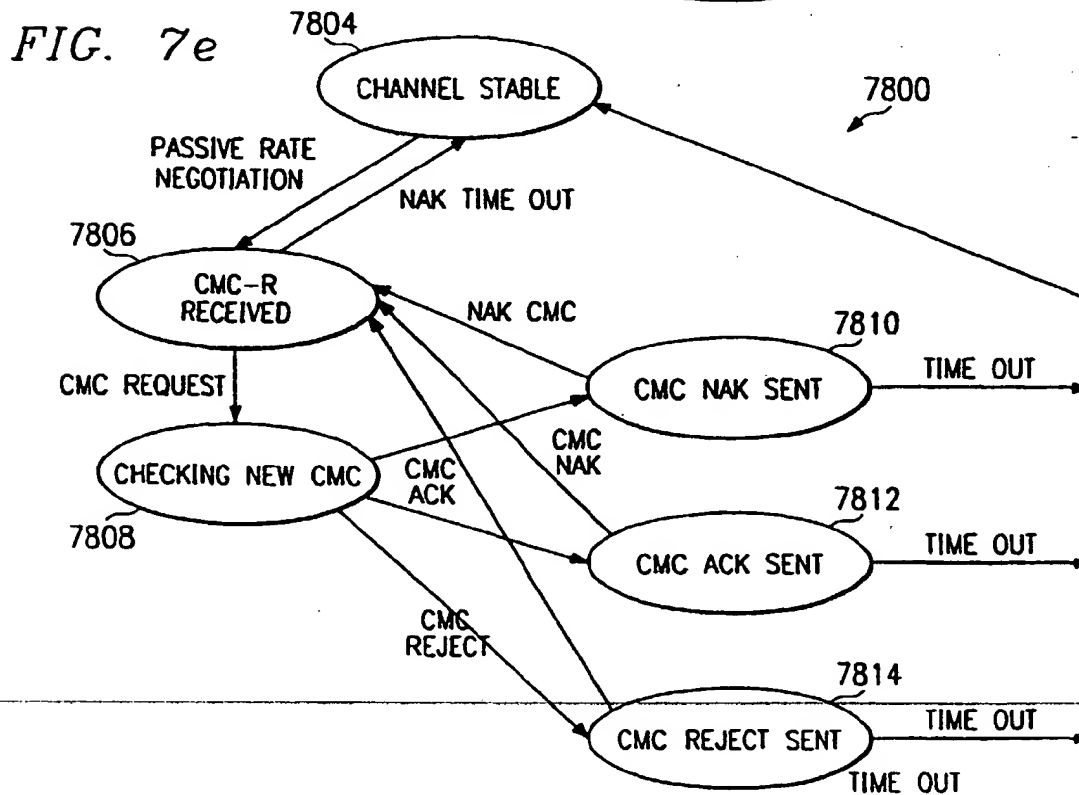 FIG. 7e
7804
CHANNEL STABLE
7800
PASSIVE RATE
NEGOTIATION
NAK TIME OUT
7806
CMC-R
RECEIVED
NAK CMC
7810
CMC REQUEST
CMC NAK SENT
TIME OUT
CHECKING NEW CMC
CMC
ACK
CMC
NAK
7808
7812
CMC ACK SENT
TIME OUT
CMC
REJECT
7814
CMC REJECT SENT
TIME OUT
TIME OUT